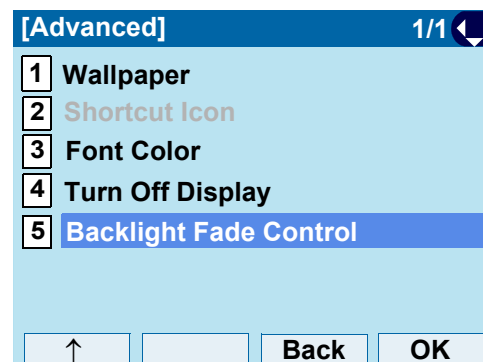 [Advanced] 1/1
1 Wallpaper
2 Shortcut Icon
3 Font Color
4 Turn Off Display
5 Backlight Fade Control
↑ Back OK